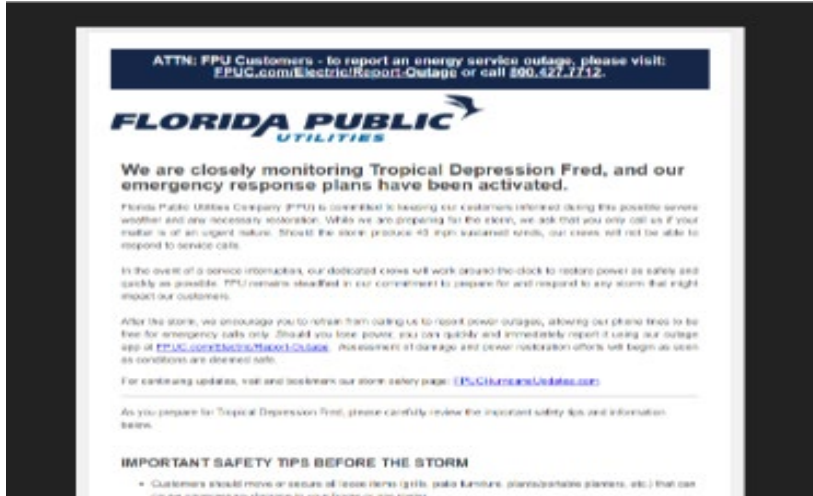 ATTN: FPU Customers - to report an energy service outage, please visit:
FPUC.com/Electric/Report-Outage or call 800.427.7712.
FLORIDA PUBLIC
UTILITIES
We are closely monitoring Tropical Depression Fred, and our
emergency response plans have been activated.
Florida Public Utilities Company (FPU) is committed to keeping our customers informed during this possible severe
weather and any necessary restoration. While we are preparing for the storm, we ask that you only call us if your
matter is of an urgent nature. Should the storm produce 45 mph sustained winds, our crews will not be able to
respond to service calls.
In the event of a service interruption, our dedicated crews will work around-the-clock to restore power as safely and
quickly as possible. FPU remains steadfast in our commitment to prepare for and respond to any storm that might
impact our customers.
After the storm, we encourage you to refrain from calling us to report power outages, allowing our phone lines to be
free for emergency calls only. Should you lose power, you can quickly and immediately report it using our outage
app at FPUC.com/Electric/Report-Outage. Assessment of damage and power restoration efforts will begin as soon
as conditions are deemed safe.
For continuing updates, visit and bookmark our storm safety page: FPUCHurricaneUpdates.com
As you prepare for Tropical Depression Fred, please carefully review the important safety tips and information
below.
IMPORTANT SAFETY TIPS BEFORE THE STORM
• Customers should move or secure all loose items (grills, patio furniture, plants/portable planters, etc.) that can